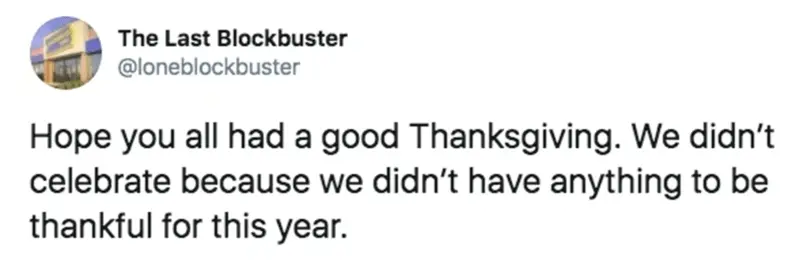 The Last Blockbuster
@loneblockbuster
Hope you all had a good Thanksgiving. We didn't
celebrate because we didn't have anything to be
thankful for this year.